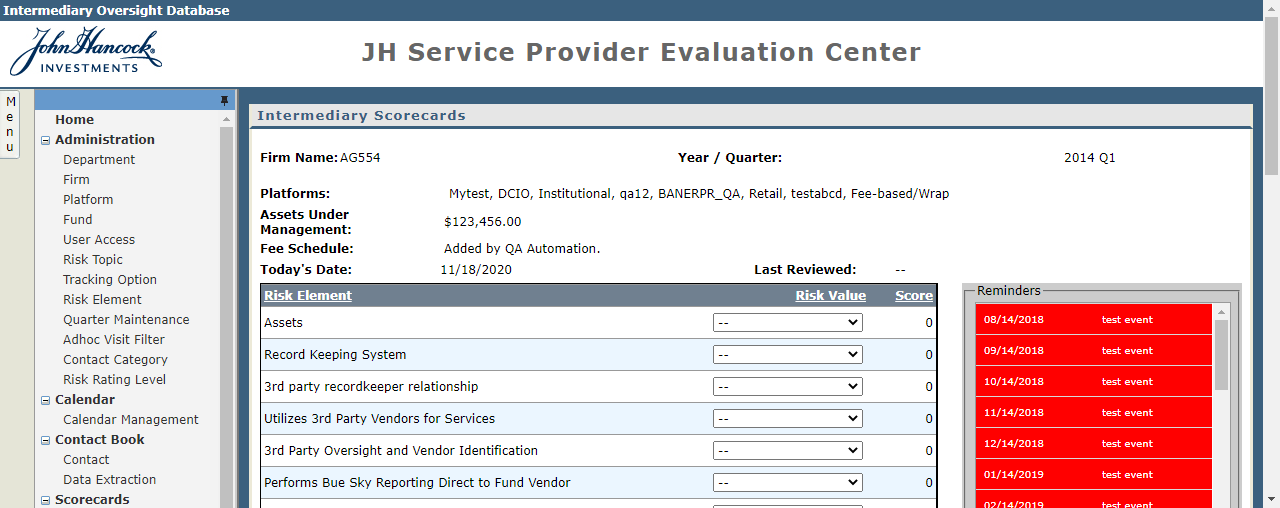 Intermediary Oversight Database
John Hancock
INVESTMENTS
JH Service Provider Evaluation Center
Menu
Home
Administration
Department
Firm
Platform
Fund
User Access
Risk Topic
Tracking Option
Risk Element
Quarter Maintenance
Adhoc Visit Filter
Contact Category
Risk Rating Level
Calendar
Calendar Management
Contact Book
Contact
Data Extraction
Scorecards
Intermediary Scorecards
Firm Name: AG554 Year / Quarter: 2014 Q1
Platforms: Mytest, DCIO, Institutional, qa12, BANERPR_QA, Retail, testabcd, Fee-based/Wrap
Assets Under
Management: $123,456.00
Fee Schedule: Added by QA Automation.
Today's Date: 11/18/2020 Last Reviewed: --
Risk Element Risk Value Score
Assets -- 0
Record Keeping System -- 0
3rd party recordkeeper relationship -- 0
Utilizes 3rd Party Vendors for Services -- 0
3rd Party Oversight and Vendor Identification -- 0
Performs Bue Sky Reporting Direct to Fund Vendor -- 0
Reminders
08/14/2018 test event
09/14/2018 test event
10/14/2018 test event
11/14/2018 test event
12/14/2018 test event
01/14/2019 test event
02/14/2019 test event